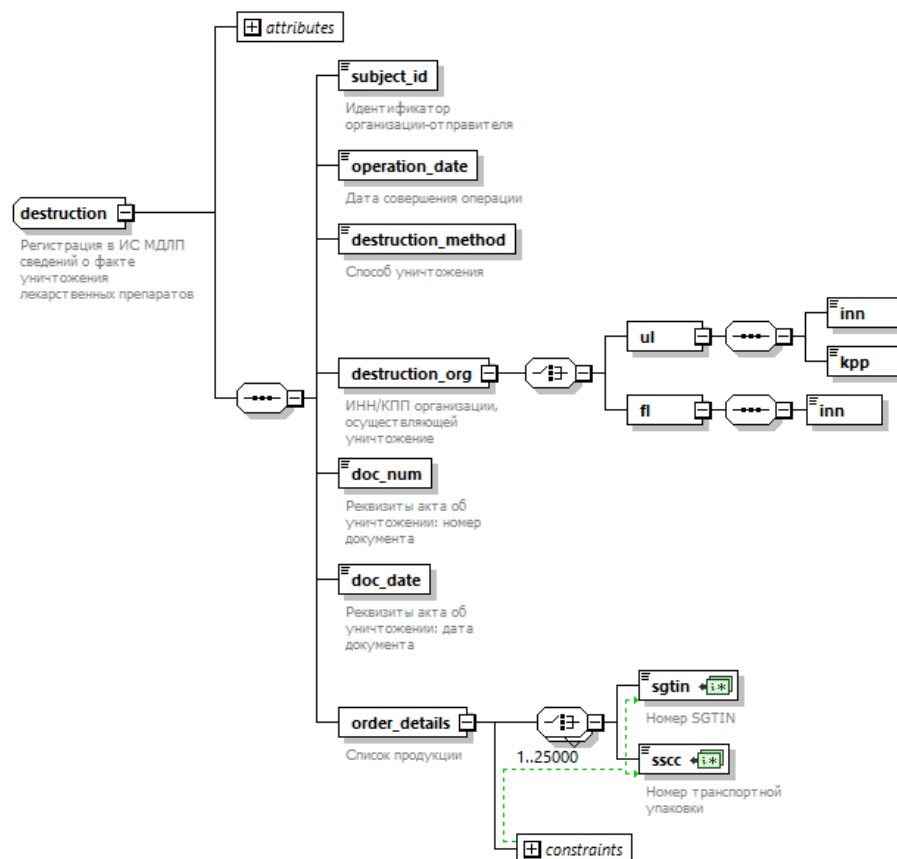 attributes
subject_id
Идентификатор
организации-отправителя
operation_date
Дата совершения операции
destruction
Регистрация в ИС МДЛП
сведений о факте
уничтожения
лекарственных препаратов
destruction_method
Способ уничтожения
destruction_org
ИНН/КПП организации,
осуществляющей
уничтожение
ul
inn
kpp
fl
inn
doc_num
Реквизиты акта об
уничтожении: номер
документа
doc_date
Реквизиты акта об
уничтожении: дата
документа
order_details
Список продукции
1..25000
sgtin
i*
Номер SGTIN
sscc
i*
Номер транспортной
упаковки
constraints